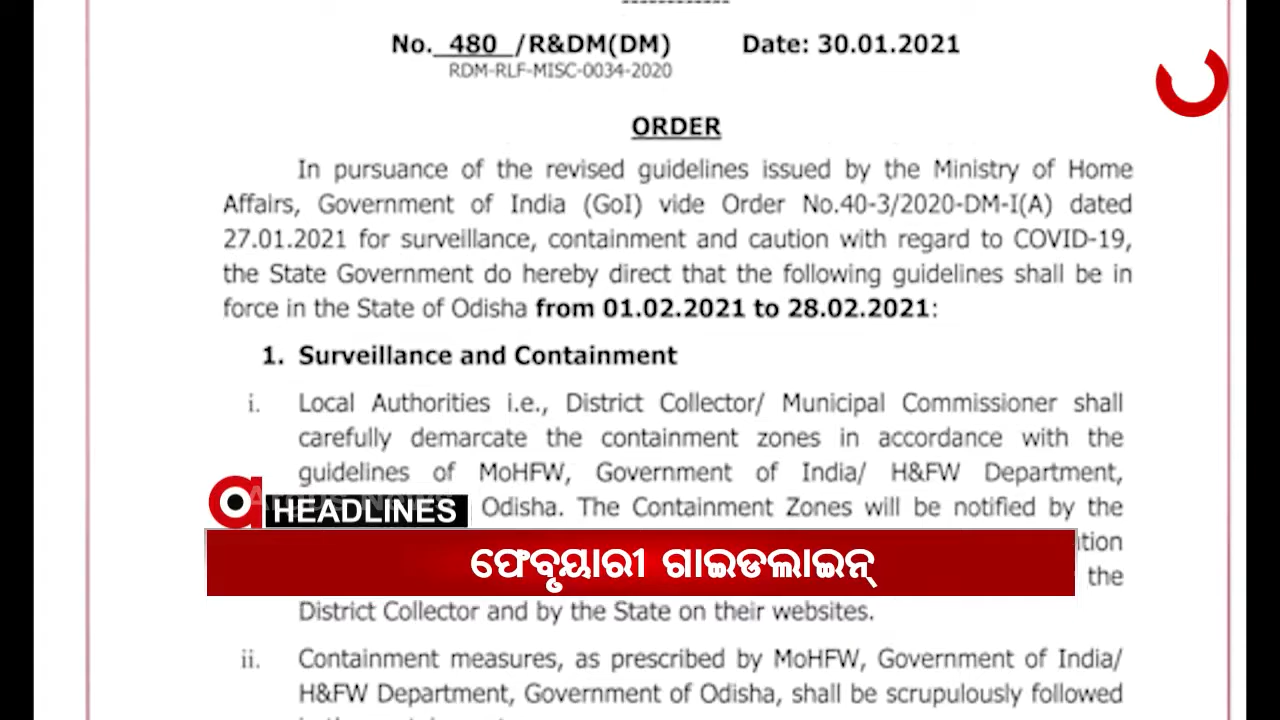 No. 480 /R&DM(DM) Date: 30.01.2021
RDM-RLF-MISC-0034-2020
ORDER
In pursuance of the revised guidelines issued by the Ministry of Home
Affairs, Government of India (GoI) vide Order No.40-3/2020-DM-I(A) dated
27.01.2021 for surveillance, containment and caution with regard to COVID-19,
the State Government do hereby direct that the following guidelines shall be in
force in the State of Odisha from 01.02.2021 to 28.02.2021:
1. Surveillance and Containment
i. Local Authorities i.e., District Collector/ Municipal Commissioner shall
carefully demarcate the containment zones in accordance with the
guidelines of MoHFW, Government of India/ H&FW Department,
Odisha. The Containment Zones will be notified by the
HEADLINES
ଫେବୃୟାରୀ ଗାଇଡଲାଇନ୍
the
District Collector and by the State on their websites.
ii. Containment measures, as prescribed by MoHFW, Government of India/
H&FW Department, Government of Odisha, shall be scrupulously followed